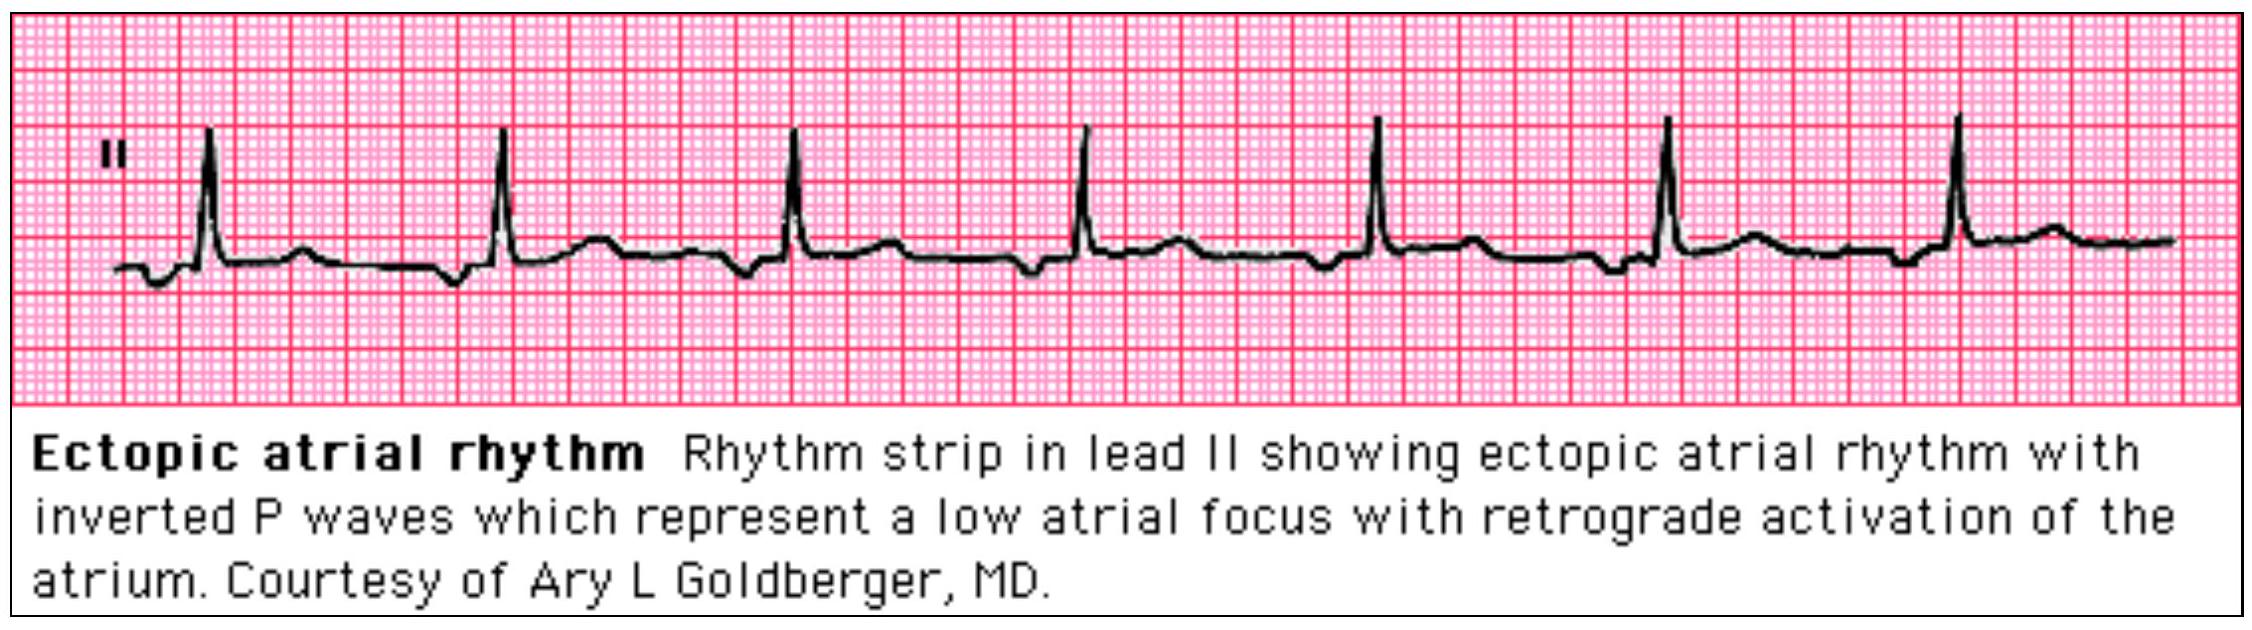 II
Ectopic atrial rhythm Rhythm strip in lead II showing ectopic atrial rhythm with
inverted P waves which represent a low atrial focus with retrograde activation of the
atrium. Courtesy of Ary L Goldberger, MD.